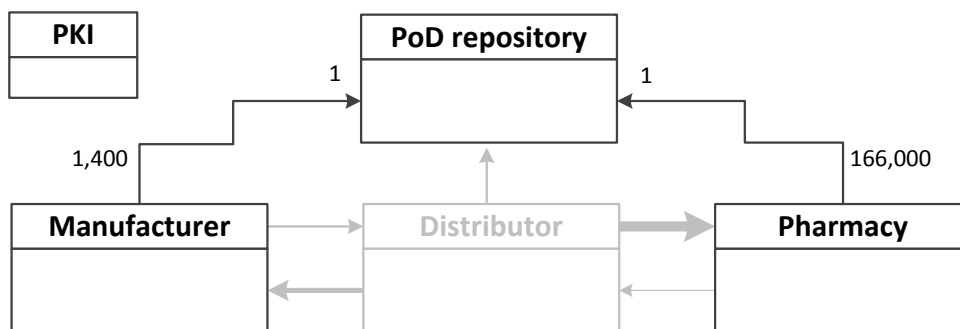 PKI
PoD repository
1
1
1,400
166,000
Manufacturer
Distributor
Pharmacy